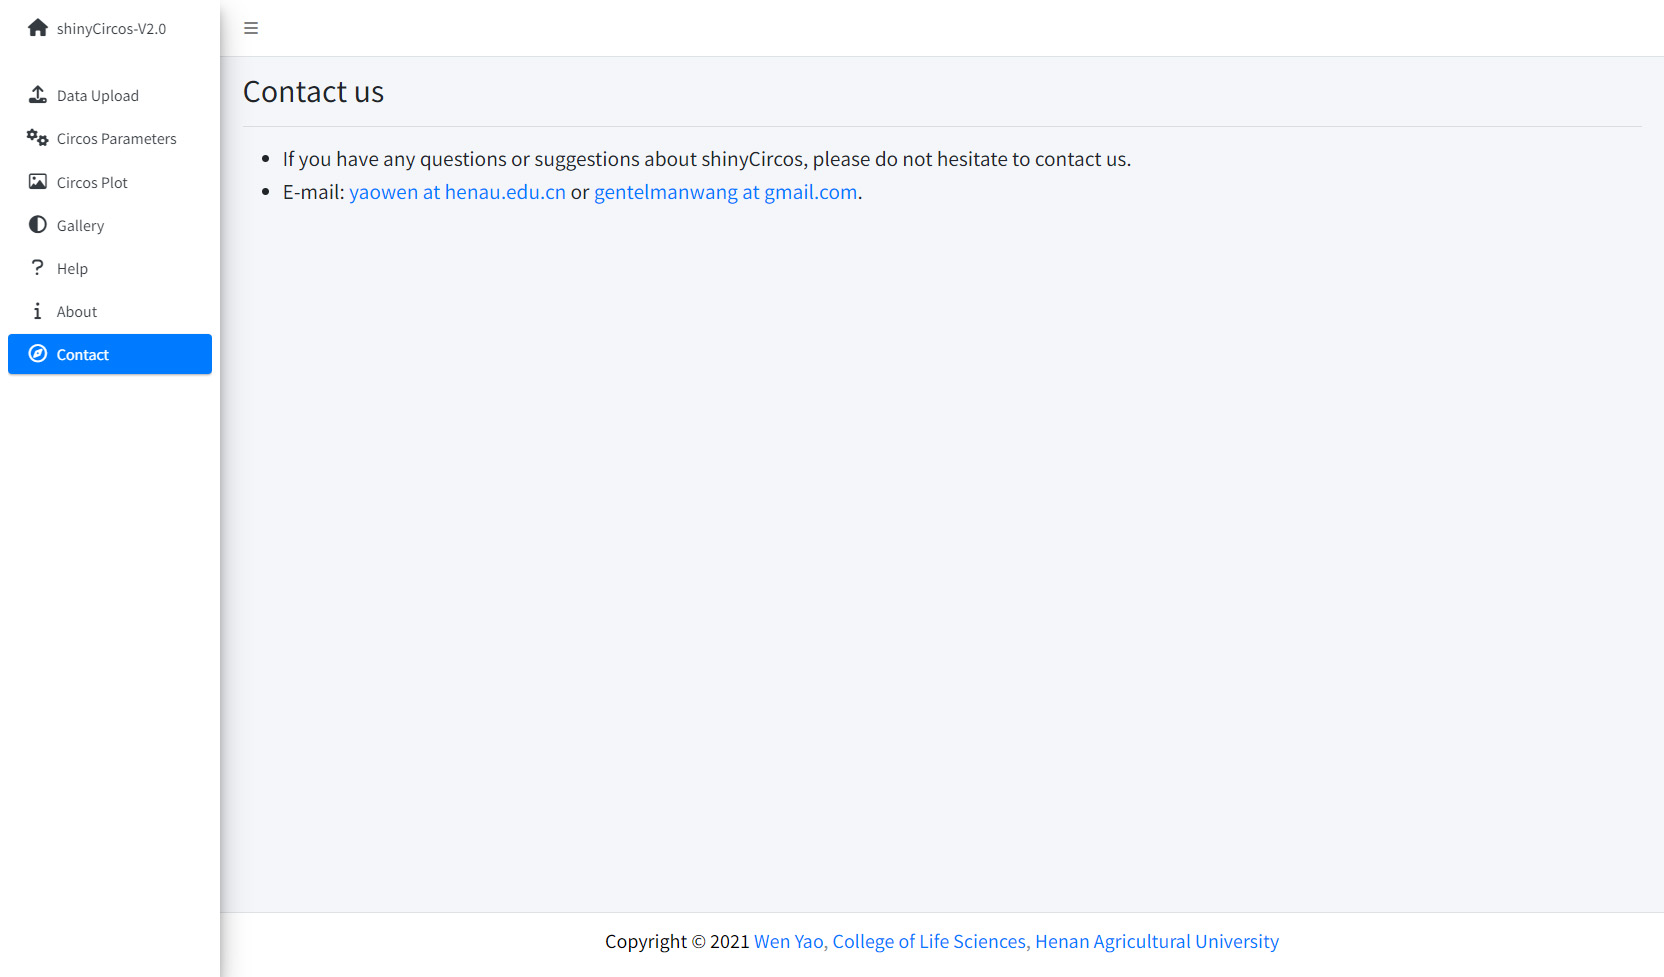 shinyCircos-V2.0
Data Upload
Circos Parameters
Circos Plot
Gallery
Help
About
Contact
Contact us
If you have any questions or suggestions about shinyCircos, please do not hesitate to contact us.
E-mail: yaowen at henau.edu.cn or gentelmanwang at gmail.com.
Copyright © 2021 Wen Yao, College of Life Sciences, Henan Agricultural University